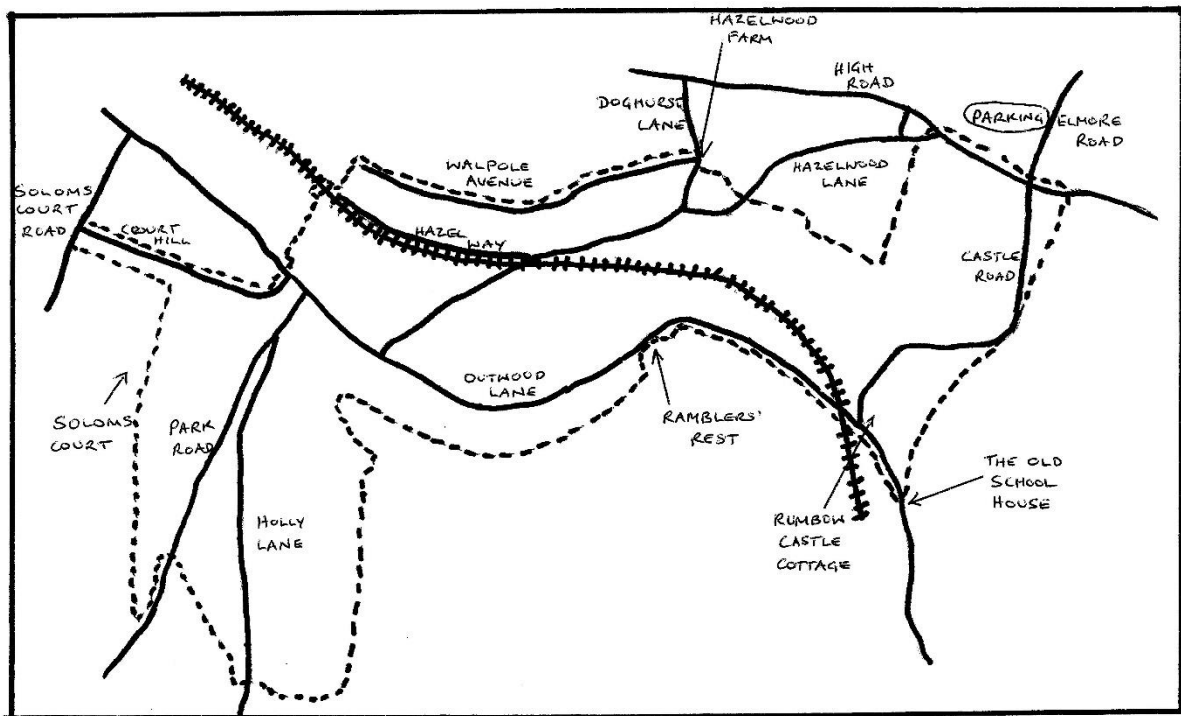 HAZELWOOD
FARM
HIGH
ROAD
DOGHURST
LANE
PARKING
ELMORE
ROAD
WALPOLE
AVENUE
HAZELWOOD
LANE
SOLOMS
COURT
ROAD
COURT
HILL
HAZEL
WAY
CASTLE
ROAD
OUTWOOD
LANE
SOLOMS
COURT
PARK
ROAD
RAMBLERS'
REST
THE OLD
SCHOOL
HOUSE
HOLLY
LANE
RUMBOW
CASTLE
COTTAGE